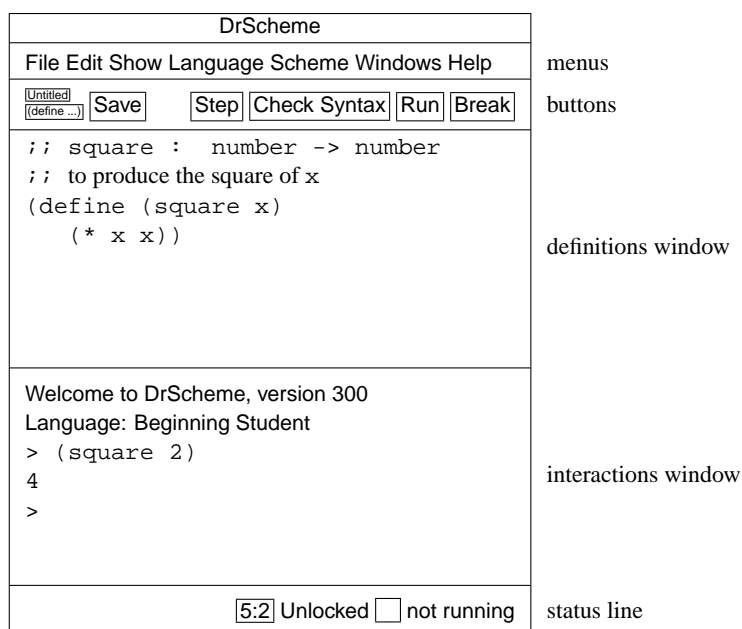 DrScheme
File Edit Show Language Scheme Windows Help
menus
Untitled
(define ...)
Save
Step
Check Syntax
Run
Break
buttons
;; square : number -> number
;; to produce the square of x
(define (square x)
(* x x))
definitions window
Welcome to DrScheme, version 300
Language: Beginning Student
> (square 2)
4
>
interactions window
5:2 Unlocked not running
status line